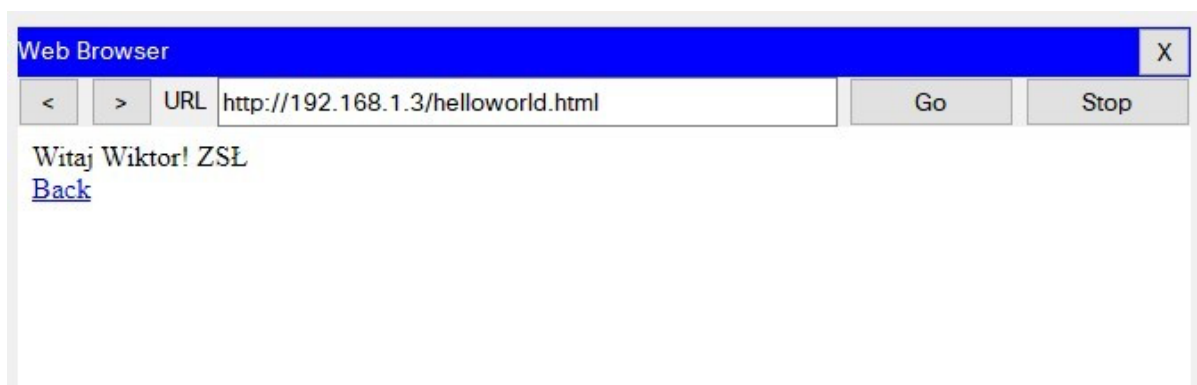 Web Browser X
< > URL http://192.168.1.3/helloworld.html Go Stop
Witaj Wiktor! ZSŁ
Back